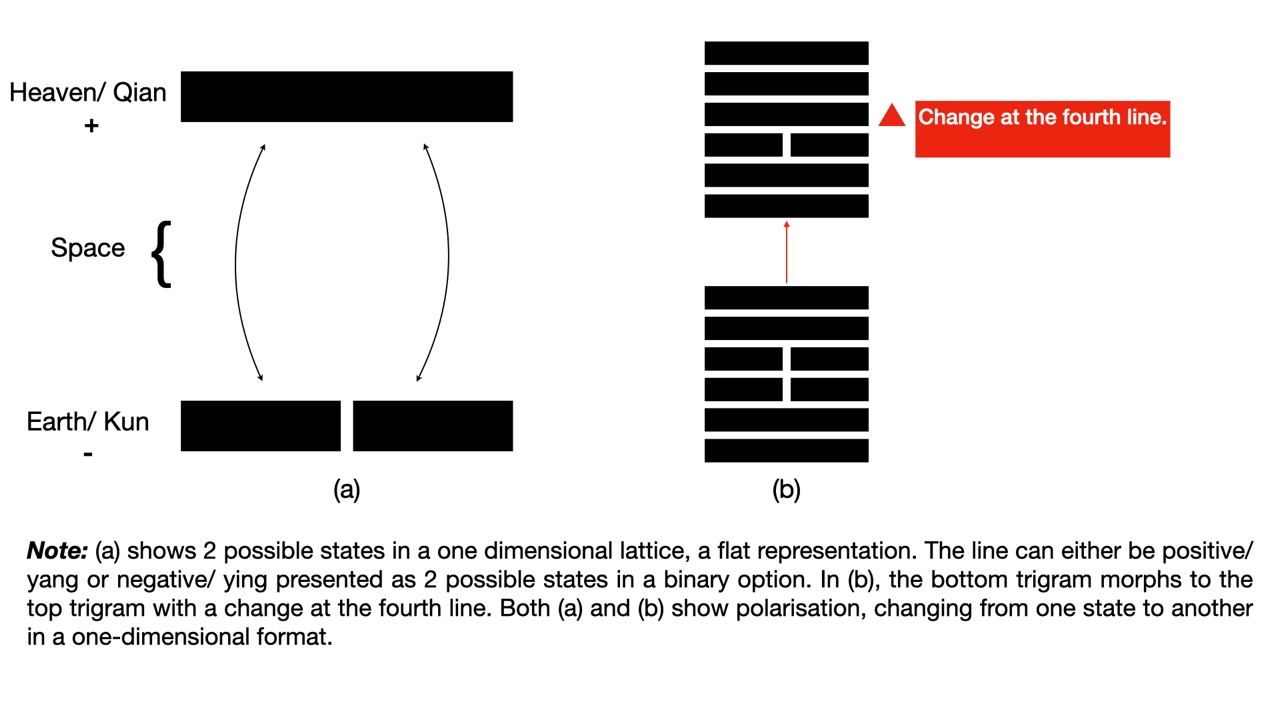 Heaven/ Qian
+
Space {
Earth/ Kun
-
(a)
Change at the fourth line.
(b)
Note: (a) shows 2 possible states in a one dimensional lattice, a flat representation. The line can either be positive/
yang or negative/ ying presented as 2 possible states in a binary option. In (b), the bottom trigram morphs to the
top trigram with a change at the fourth line. Both (a) and (b) show polarisation, changing from one state to another
in a one-dimensional format.